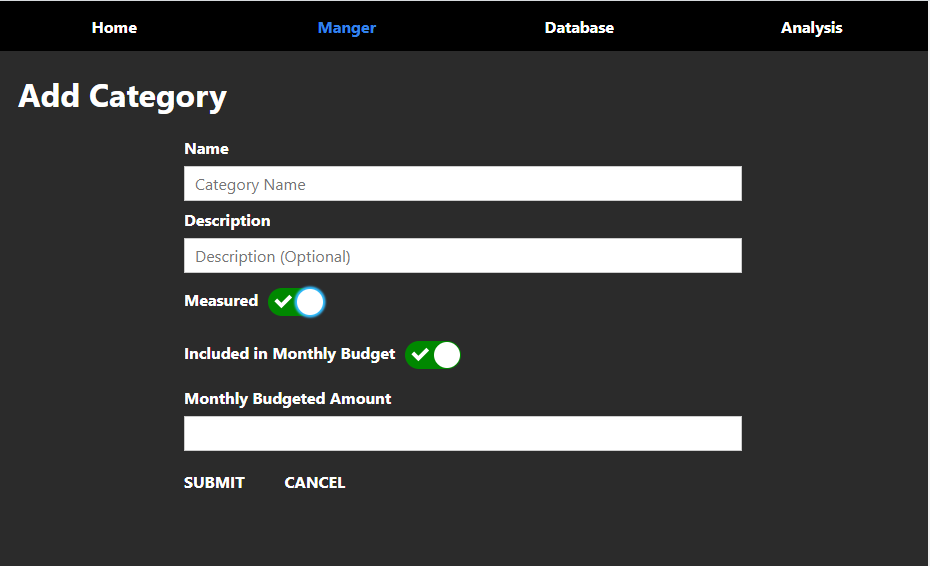 Home Manger Database Analysis
Add Category
Name
Category Name
Description
Description (Optional)
Measured
Included in Monthly Budget
Monthly Budgeted Amount
SUBMIT CANCEL